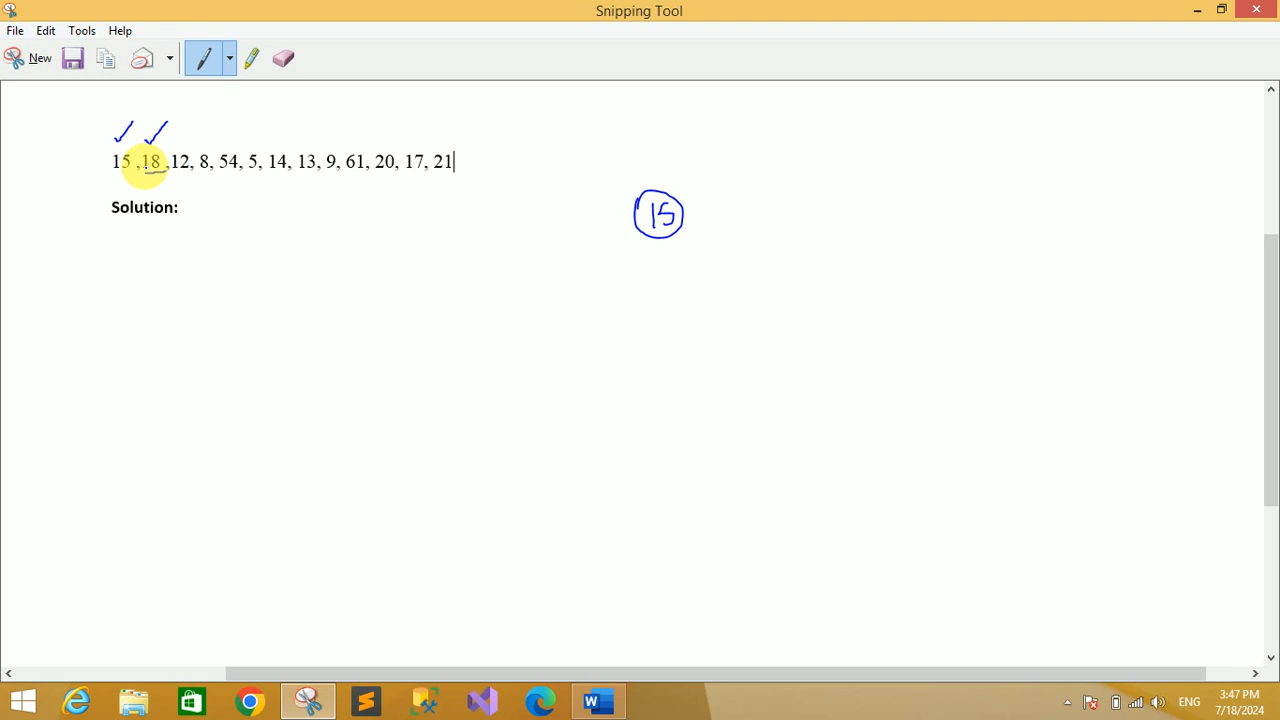 Snipping Tool
File Edit Tools Help
New
15 ,18 ,12, 8, 54, 5, 14, 13, 9, 61, 20, 17, 21
Solution:
15
ENG
3:47 PM
7/18/2024